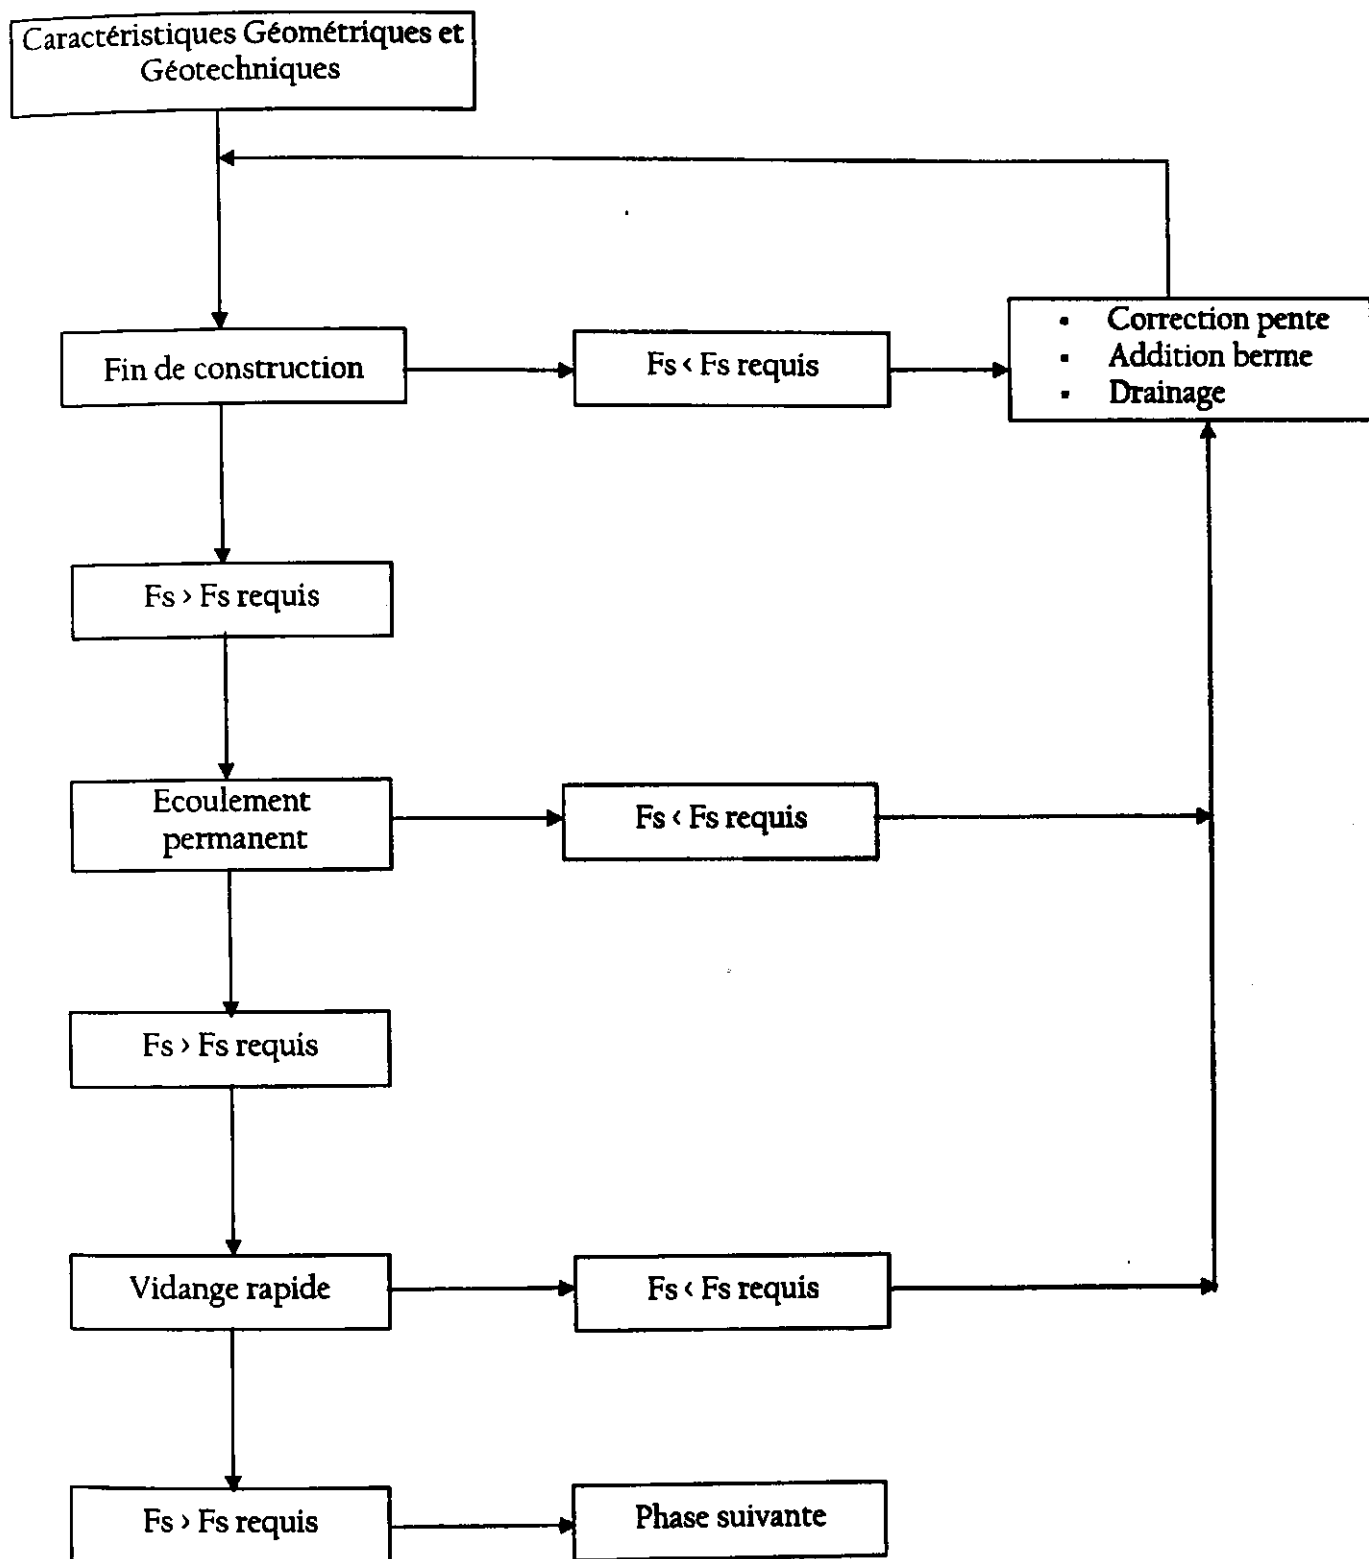 Caractéristiques Géométriques et
Géotechniques
Fin de construction
Fs < Fs requis
▪ Correction pente
▪ Addition berme
▪ Drainage
Fs > Fs requis
Ecoulement
permanent
Fs < Fs requis
Fs > Fs requis
Vidange rapide
Fs < Fs requis
Fs > Fs requis
Phase suivante